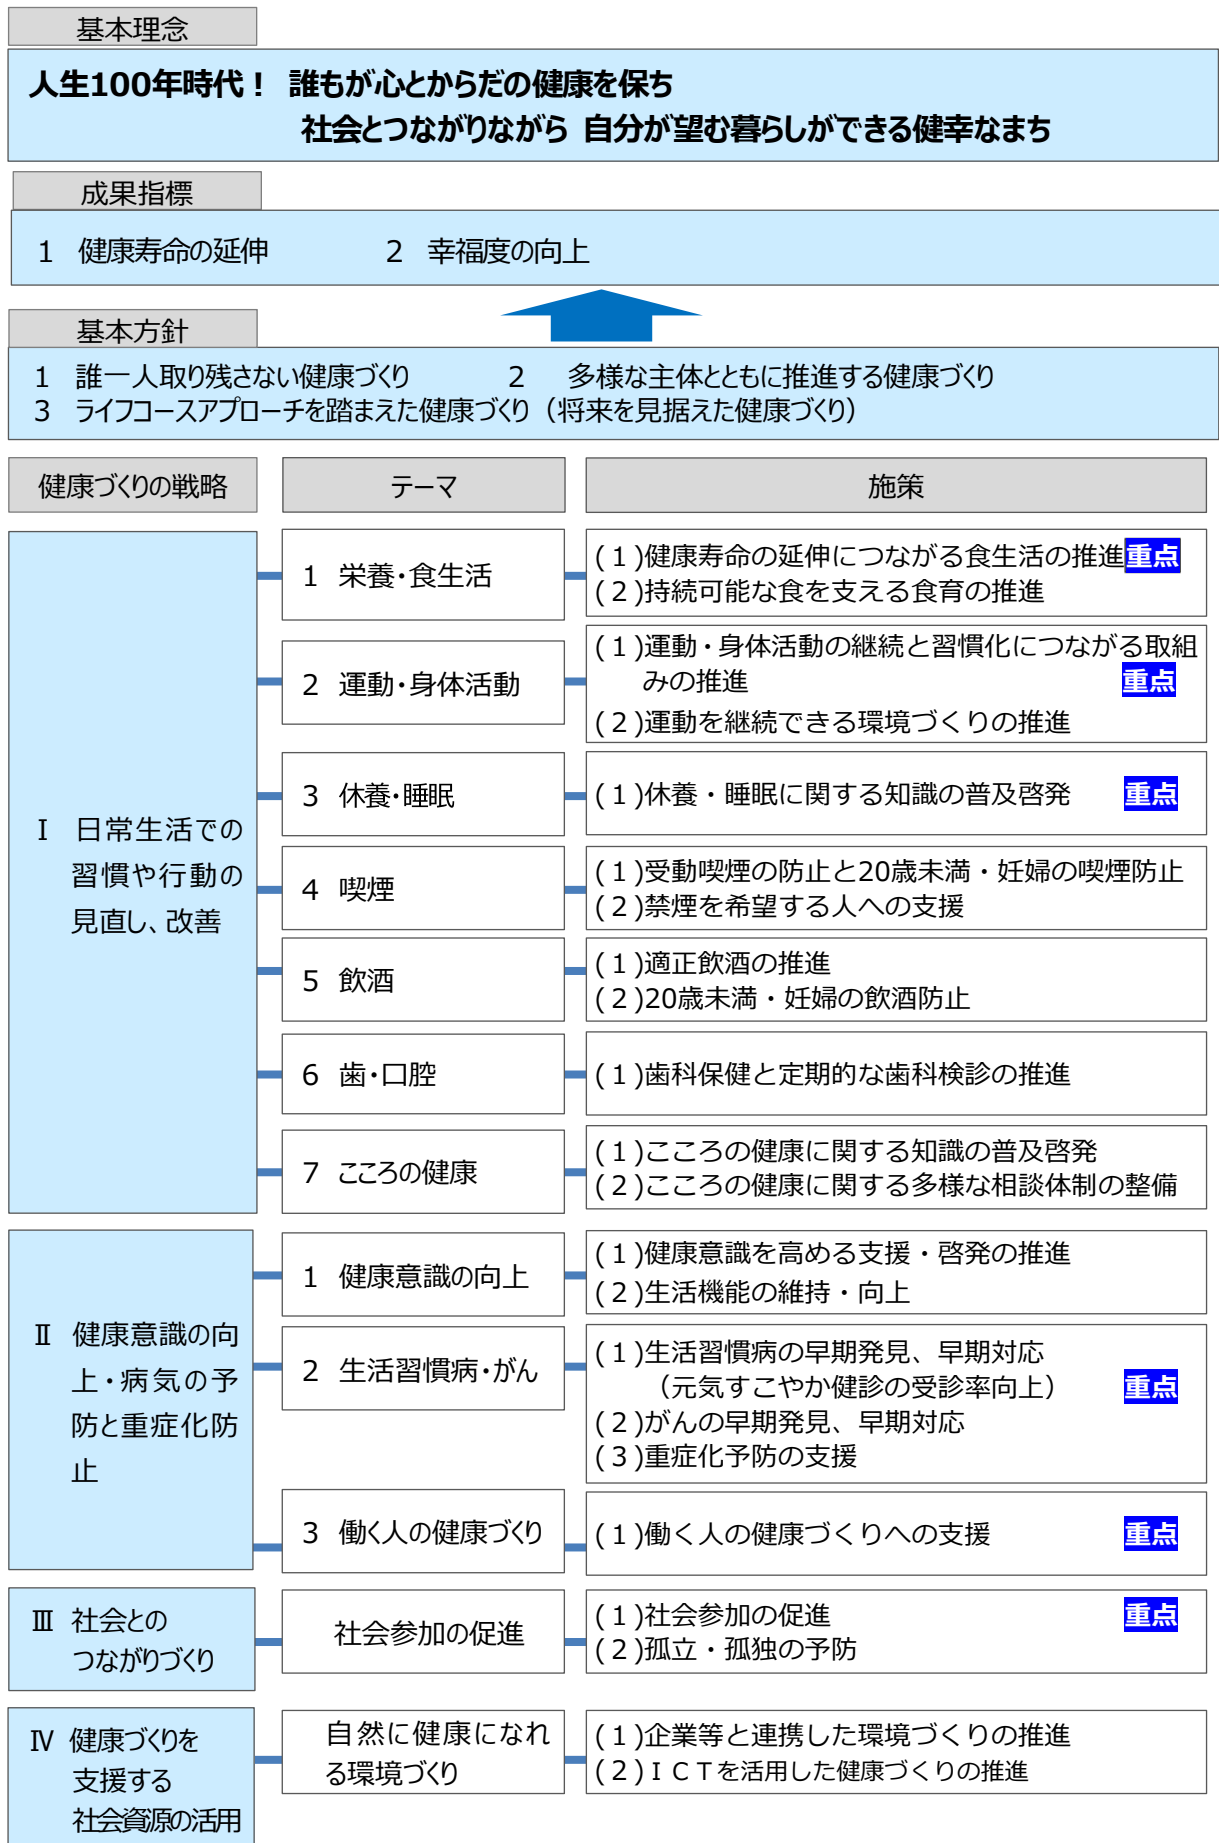 基本理念
人生100年時代！ 誰もが心とからだの健康を保ち
社会とつながりながら 自分が望む暮らしができる健幸なまち
成果指標
1 健康寿命の延伸 2 幸福度の向上
基本方針
1 誰一人取り残さない健康づくり 2 多様な主体とともに推進する健康づくり
3 ライフコースアプローチを踏まえた健康づくり（将来を見据えた健康づくり）
健康づくりの戦略 テーマ 施策
Ⅰ 日常生活での
習慣や行動の
見直し、改善
1 栄養・食生活
(１)健康寿命の延伸につながる食生活の推進 重点
(２)持続可能な食を支える食育の推進
2 運動・身体活動
(１)運動・身体活動の継続と習慣化につながる取組
みの推進 重点
(２)運動を継続できる環境づくりの推進
3 休養・睡眠
(１)休養・睡眠に関する知識の普及啓発 重点
4 喫煙
(１)受動喫煙の防止と20歳未満・妊婦の喫煙防止
(２)禁煙を希望する人への支援
5 飲酒
(１)適正飲酒の推進
(２)20歳未満・妊婦の飲酒防止
6 歯・口腔
(１)歯科保健と定期的な歯科検診の推進
7 こころの健康
(１)こころの健康に関する知識の普及啓発
(２)こころの健康に関する多様な相談体制の整備
Ⅱ 健康意識の向
上・病気の予
防と重症化防
止
1 健康意識の向上
(１)健康意識を高める支援・啓発の推進
(２)生活機能の維持・向上
2 生活習慣病・がん
(１)生活習慣病の早期発見、早期対応
（元気すこやか健診の受診率向上） 重点
(２)がんの早期発見、早期対応
(３)重症化予防の支援
3 働く人の健康づくり
(１)働く人の健康づくりへの支援 重点
Ⅲ 社会との
つながりづくり
社会参加の促進
(１)社会参加の促進 重点
(２)孤立・孤独の予防
Ⅳ 健康づくりを
支援する
社会資源の活用
自然に健康になれ
る環境づくり
(１)企業等と連携した環境づくりの推進
(２)ＩＣＴを活用した健康づくりの推進